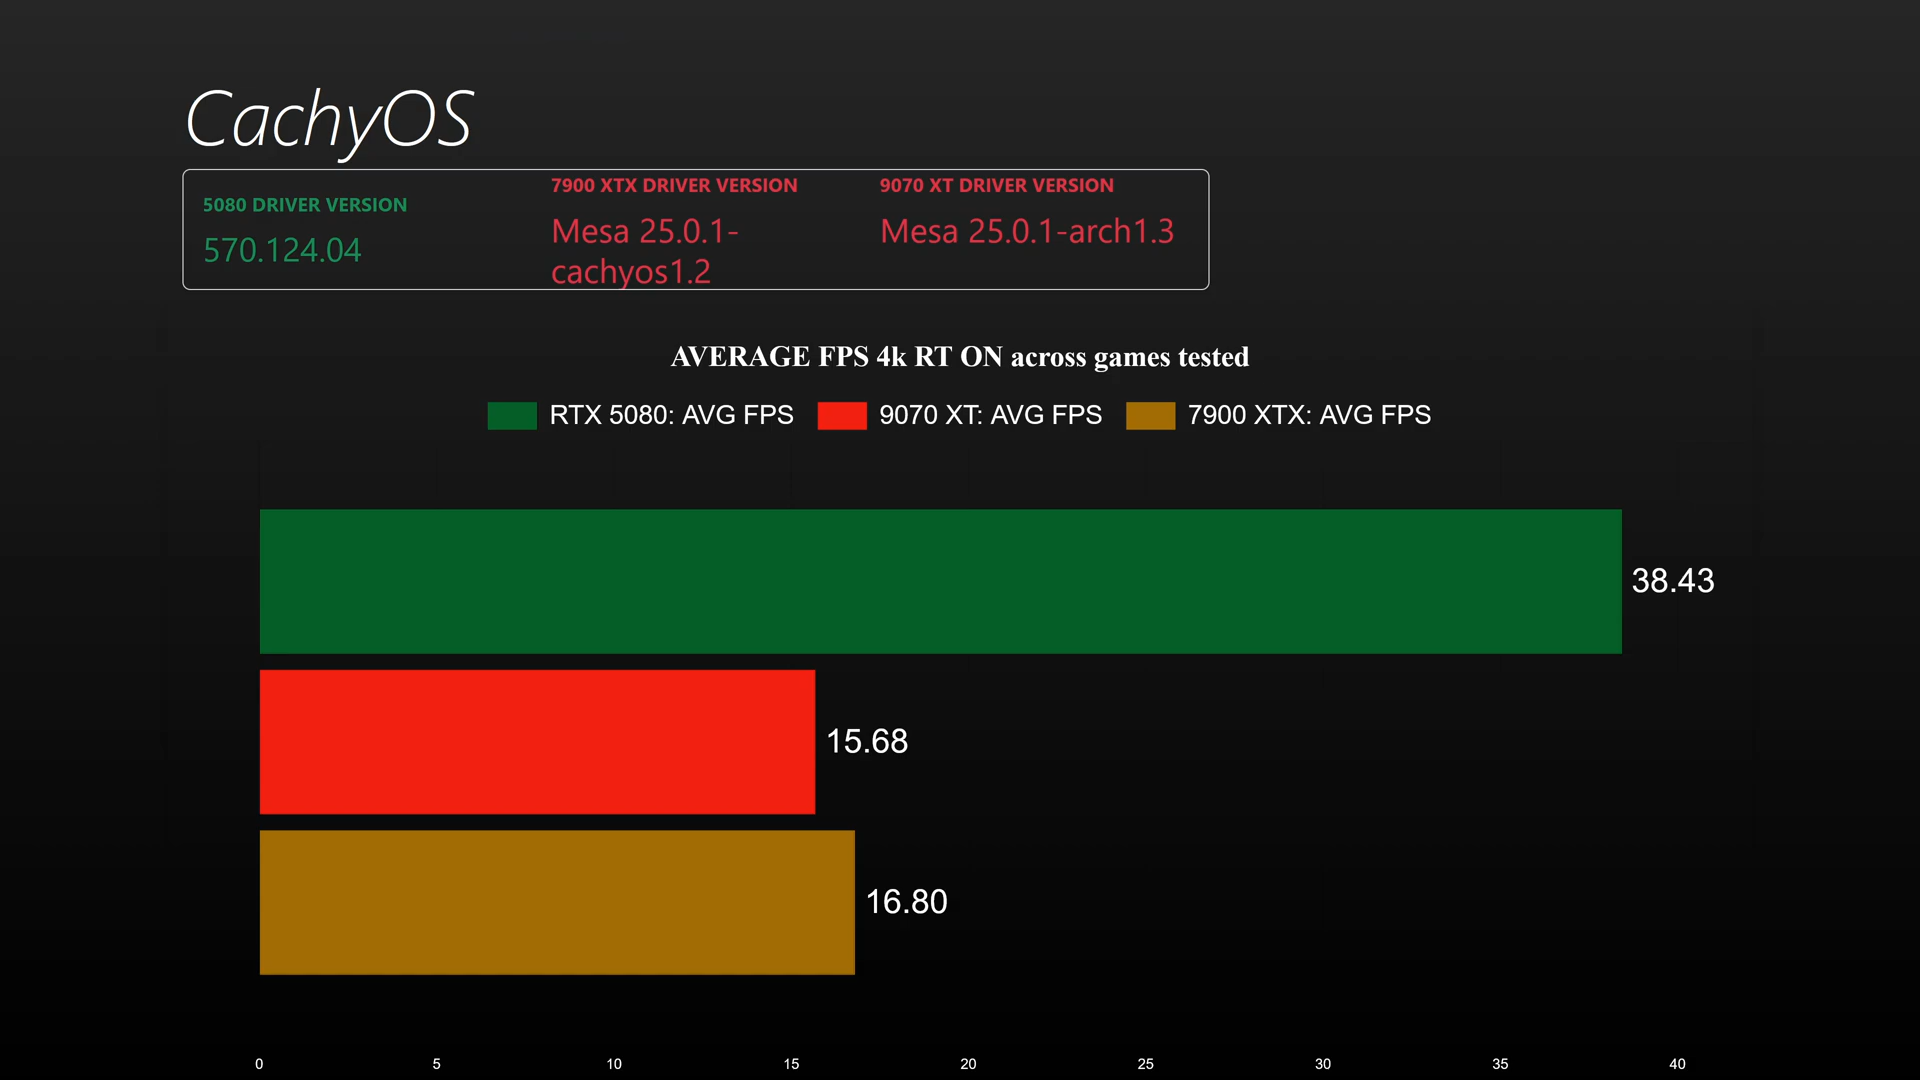 CachyOS
5080 DRIVER VERSION
570.124.04
7900 XTX DRIVER VERSION
Mesa 25.0.1-
cachyos1.2
9070 XT DRIVER VERSION
Mesa 25.0.1-arch1.3
AVERAGE FPS 4k RT ON across games tested
RTX 5080: AVG FPS 9070 XT: AVG FPS 7900 XTX: AVG FPS
38.43
15.68
16.80
0 5 10 15 20 25 30 35 40